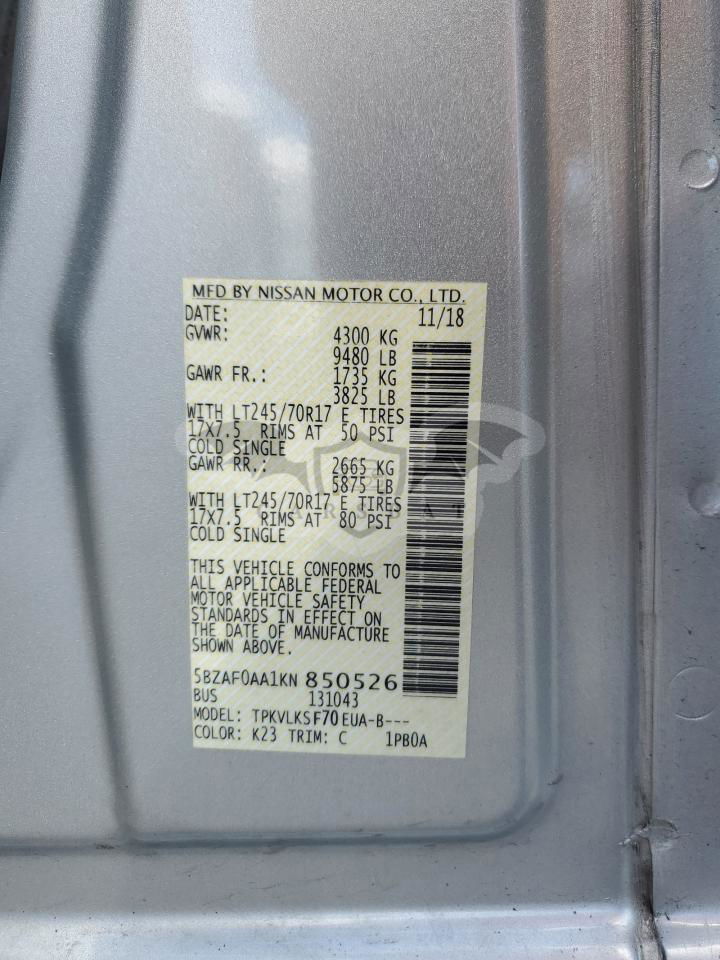 MFD BY NISSAN MOTOR CO., LTD.
DATE: 11/18
GVWR: 4300 KG
9480 LB
GAWR FR.: 1735 KG
3825 LB
WITH LT245/70R17 E TIRES
17X7.5 RIMS AT 50 PSI
COLD SINGLE
GAWR RR.: 2665 KG
5875 LB
WITH LT245/70R17 E TIRES
17X7.5 RIMS AT 80 PSI
COLD SINGLE
THIS VEHICLE CONFORMS TO
ALL APPLICABLE FEDERAL
MOTOR VEHICLE SAFETY
STANDARDS IN EFFECT ON
THE DATE OF MANUFACTURE
SHOWN ABOVE.
5BZAF0AA1KN 850526
BUS 131043
MODEL: TPKVLKSF70EUA-B---
COLOR: K23 TRIM: C 1PB0A